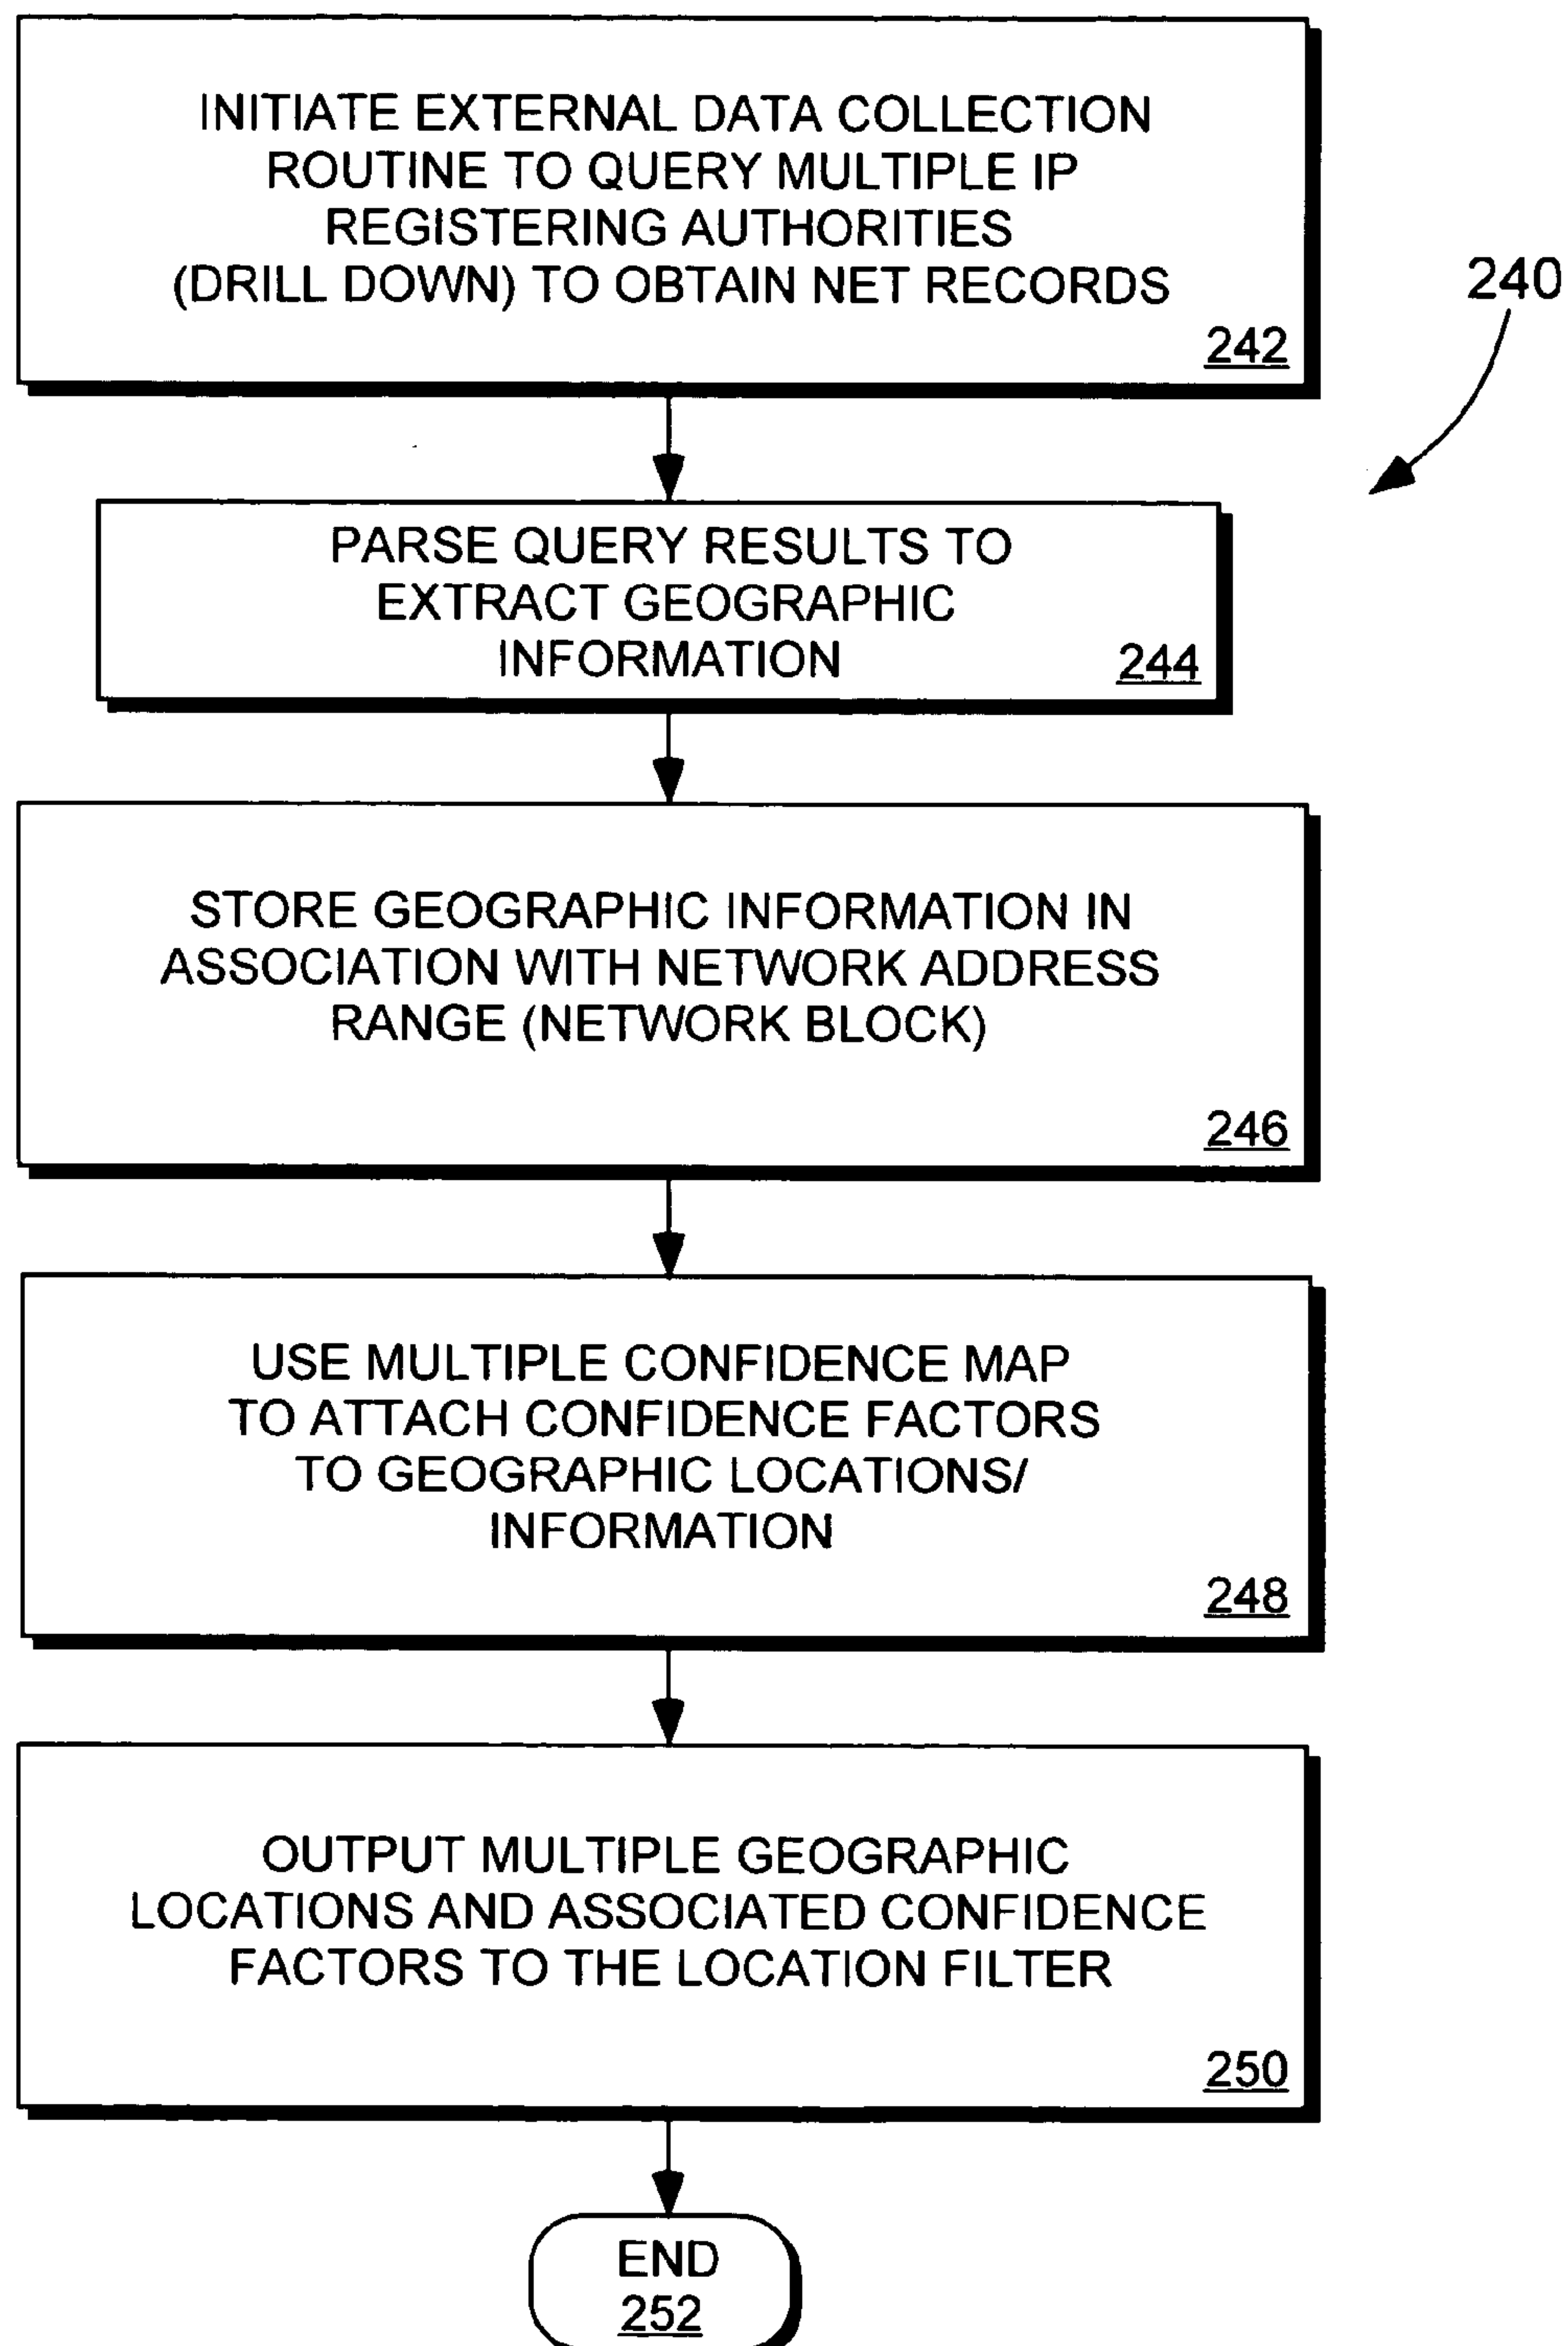 INITIATE EXTERNAL DATA COLLECTION
ROUTINE TO QUERY MULTIPLE IP
REGISTERING AUTHORITIES
(DRILL DOWN) TO OBTAIN NET RECORDS
242
240
PARSE QUERY RESULTS TO
EXTRACT GEOGRAPHIC
INFORMATION
244
STORE GEOGRAPHIC INFORMATION IN
ASSOCIATION WITH NETWORK ADDRESS
RANGE (NETWORK BLOCK)
246
USE MULTIPLE CONFIDENCE MAP
TO ATTACH CONFIDENCE FACTORS
TO GEOGRAPHIC LOCATIONS/
INFORMATION
248
OUTPUT MULTIPLE GEOGRAPHIC
LOCATIONS AND ASSOCIATED CONFIDENCE
FACTORS TO THE LOCATION FILTER
250
END
252